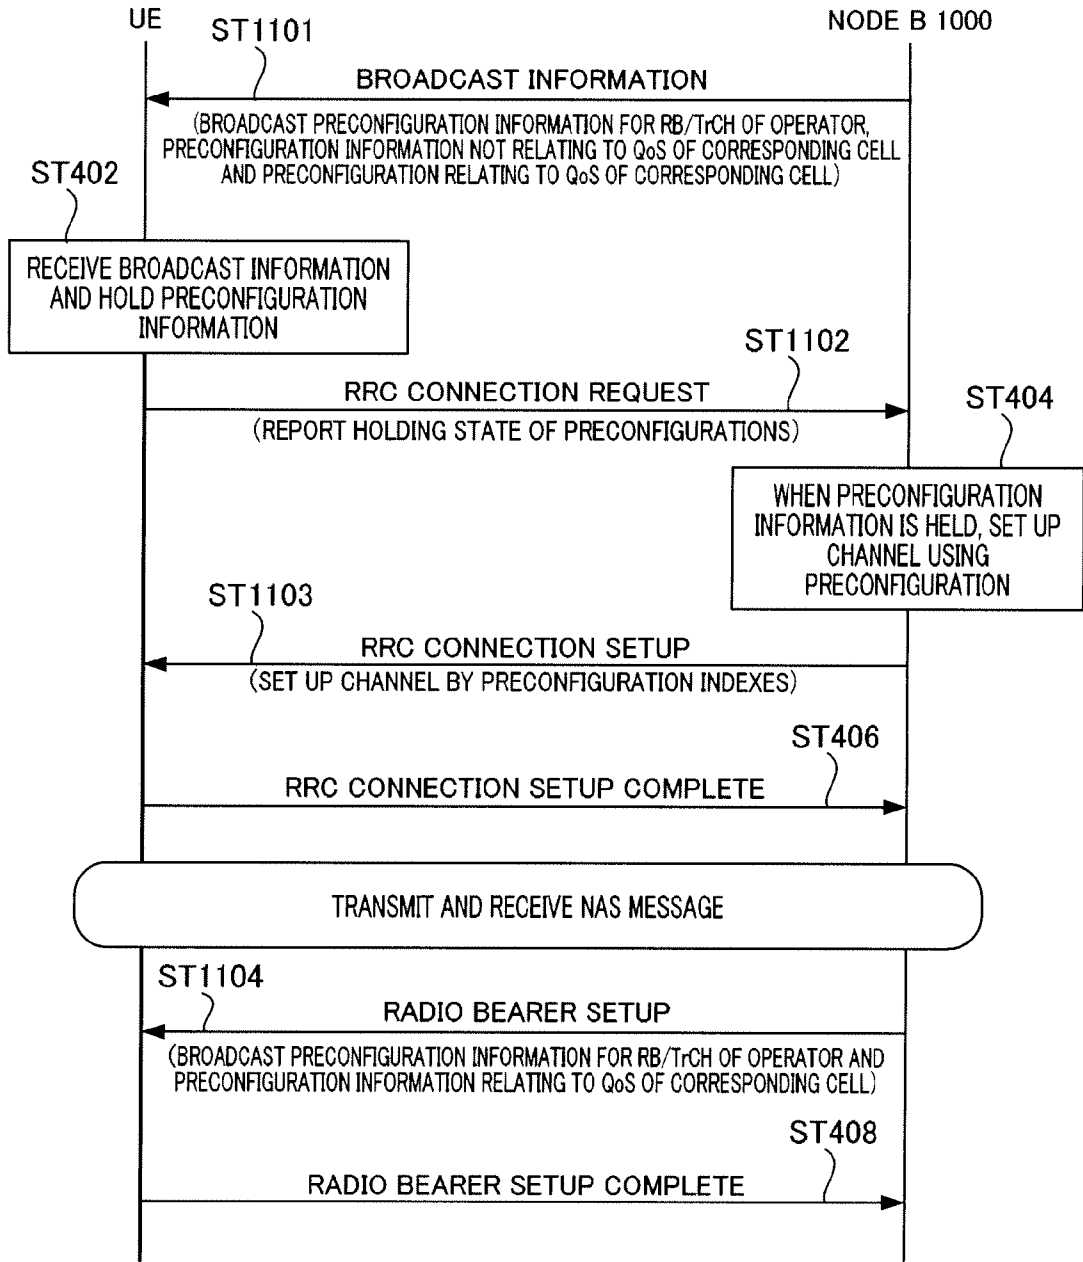 UE
NODE B 1000
ST1101
BROADCAST INFORMATION
(BROADCAST PRECONFIGURATION INFORMATION FOR RB/TrCH OF OPERATOR,
PRECONFIGURATION INFORMATION NOT RELATING TO QoS OF CORRESPONDING CELL
AND PRECONFIGURATION RELATING TO QoS OF CORRESPONDING CELL)
ST402
RECEIVE BROADCAST INFORMATION
AND HOLD PRECONFIGURATION
INFORMATION
ST1102
RRC CONNECTION REQUEST
(REPORT HOLDING STATE OF PRECONFIGURATIONS)
ST404
WHEN PRECONFIGURATION
INFORMATION IS HELD, SET UP
CHANNEL USING
PRECONFIGURATION
ST1103
RRC CONNECTION SETUP
(SET UP CHANNEL BY PRECONFIGURATION INDEXES)
ST406
RRC CONNECTION SETUP COMPLETE
TRANSMIT AND RECEIVE NAS MESSAGE
ST1104
RADIO BEARER SETUP
(BROADCAST PRECONFIGURATION INFORMATION FOR RB/TrCH OF OPERATOR AND
PRECONFIGURATION INFORMATION RELATING TO QoS OF CORRESPONDING CELL)
ST408
RADIO BEARER SETUP COMPLETE